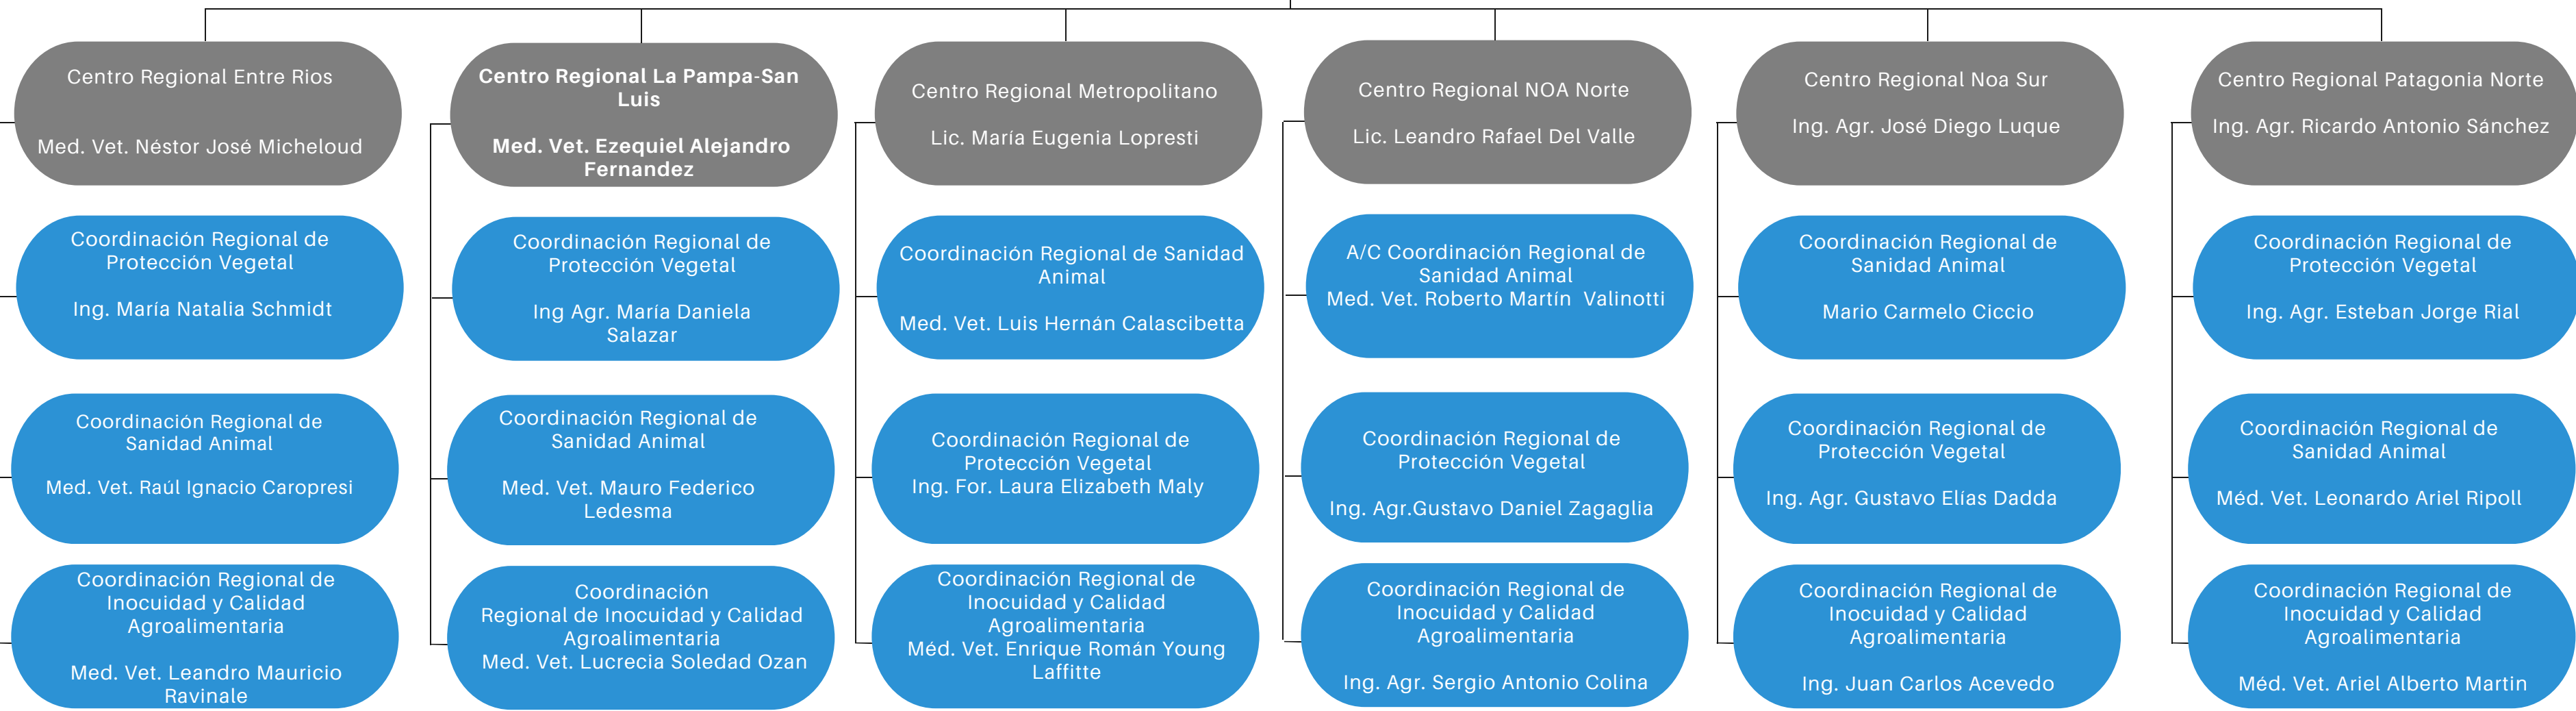 Centro Regional Entre Rios
Med. Vet. Néstor José Micheloud
Coordinación Regional de
Protección Vegetal
Ing. María Natalia Schmidt
Coordinación Regional de
Sanidad Animal
Med. Vet. Raúl Ignacio Caropresi
Coordinación Regional de
Inocuidad y Calidad
Agroalimentaria
Med. Vet. Leandro Mauricio
Ravinale
Centro Regional La Pampa-San
Luis
Med. Vet. Ezequiel Alejandro
Fernandez
Coordinación Regional de
Protección Vegetal
Ing Agr. María Daniela
Salazar
Coordinación Regional de
Sanidad Animal
Med. Vet. Mauro Federico
Ledesma
Coordinación
Regional de Inocuidad y Calidad
Agroalimentaria
Med. Vet. Lucrecia Soledad Ozan
Centro Regional Metropolitano
Lic. María Eugenia Lopresti
Coordinación Regional de Sanidad
Animal
Med. Vet. Luis Hernán Calascibetta
Coordinación Regional de
Protección Vegetal
Ing. For. Laura Elizabeth Maly
Coordinación Regional de
Inocuidad y Calidad
Agroalimentaria
Méd. Vet. Enrique Román Young
Laffitte
Centro Regional NOA Norte
Lic. Leandro Rafael Del Valle
A/C Coordinación Regional de
Sanidad Animal
Med. Vet. Roberto Martín  Valinotti
Coordinación Regional de
Protección Vegetal
Ing. Agr.Gustavo Daniel Zagaglia
Coordinación Regional de
Inocuidad y Calidad
Agroalimentaria
Ing. Agr. Sergio Antonio Colina
Centro Regional Noa Sur
Ing. Agr. José Diego Luque
Coordinación Regional de
Sanidad Animal
Mario Carmelo Ciccio
Coordinación Regional de
Protección Vegetal
Ing. Agr. Gustavo Elías Dadda
Coordinación Regional de
Inocuidad y Calidad
Agroalimentaria
Ing. Juan Carlos Acevedo
Centro Regional Patagonia Norte
Ing. Agr. Ricardo Antonio Sánchez
Coordinación Regional de
Protección Vegetal
Ing. Agr. Esteban Jorge Rial
Coordinación Regional de
Sanidad Animal
Méd. Vet. Leonardo Ariel Ripoll
Coordinación Regional de
Inocuidad y Calidad
Agroalimentaria
Méd. Vet. Ariel Alberto Martin